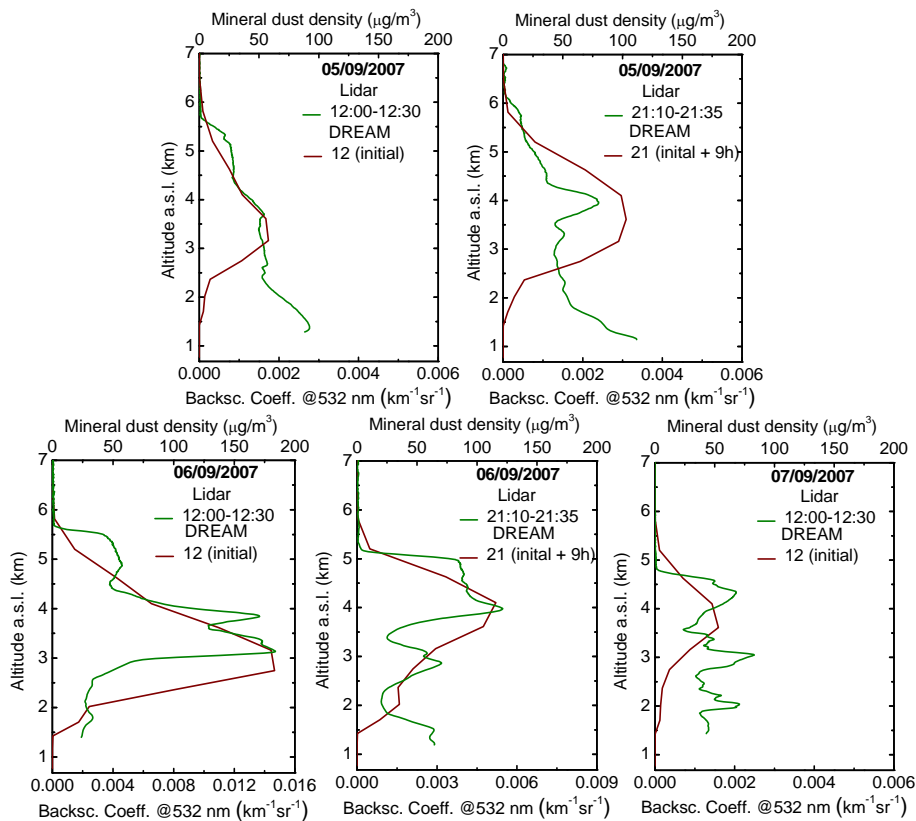 Mineral dust density (μg/m³)
0 50 100 150 200
7
6
5
4
3
2
1
Altitude a.s.l. (km)
05/09/2007
Lidar
12:00-12:30
DREAM
12 (initial)
0.000 0.002 0.004 0.006
Backsc. Coeff. @532 nm (km⁻¹sr⁻¹)
Mineral dust density (μg/m³)
0 50 100 150 200
7
6
5
4
3
2
1
Altitude a.s.l. (km)
05/09/2007
Lidar
21:10-21:35
DREAM
21 (inital + 9h)
0.000 0.002 0.004 0.006
Backsc. Coeff. @532 nm (km⁻¹sr⁻¹)
Mineral dust density (μg/m³)
0 50 100 150 200
7
6
5
4
3
2
1
Altitude a.s.l. (km)
06/09/2007
Lidar
12:00-12:30
DREAM
12 (initial)
0.000 0.004 0.008 0.012 0.016
Backsc. Coeff. @532 nm (km⁻¹sr⁻¹)
Mineral dust density (μg/m³)
0 50 100 150 200
7
6
5
4
3
2
1
Altitude a.s.l. (km)
06/09/2007
Lidar
21:10-21:35
DREAM
21 (inital + 9h)
0.000 0.003 0.006 0.009
Backsc. Coeff. @532 nm (km⁻¹sr⁻¹)
Mineral dust density (μg/m³)
0 50 100 150 200
7
6
5
4
3
2
1
Altitude a.s.l. (km)
07/09/2007
Lidar
12:00-12:30
DREAM
12 (initial)
0.000 0.002 0.004 0.006
Backsc. Coeff. @532 nm (km⁻¹sr⁻¹)